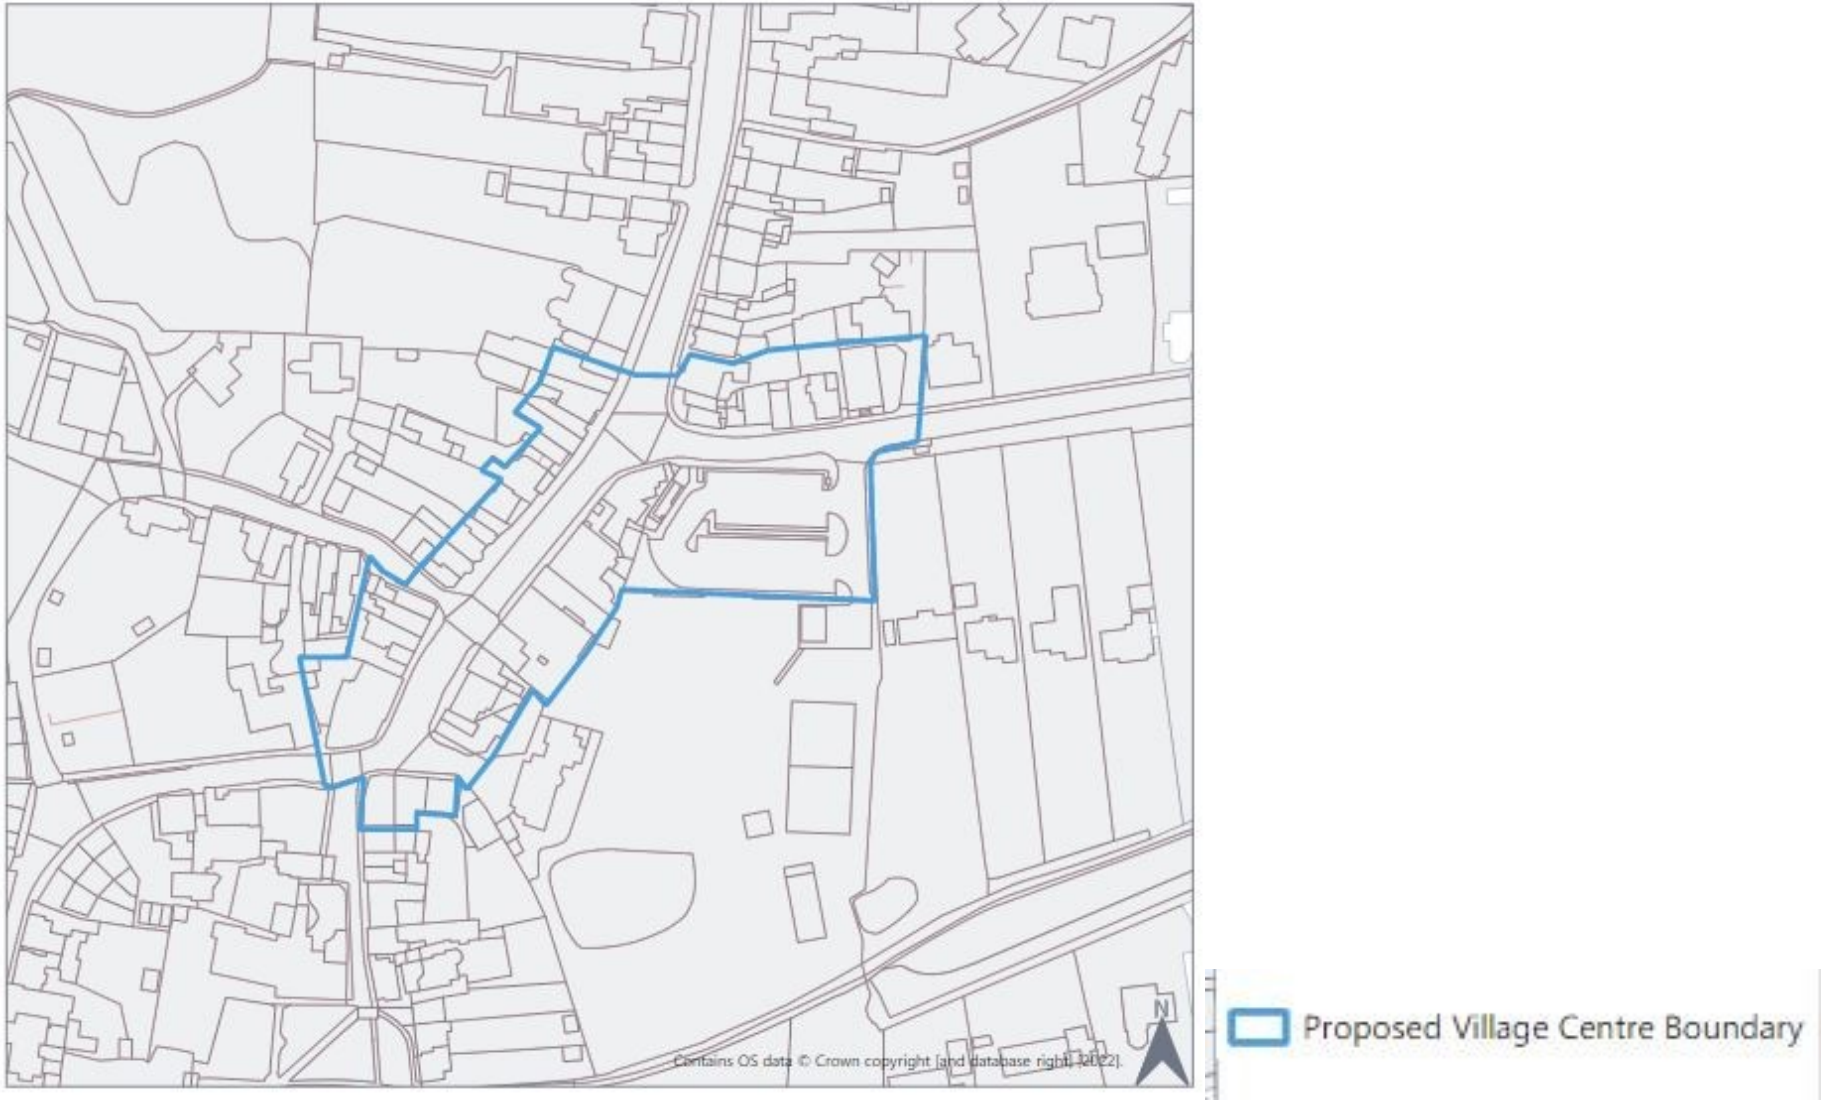 N
Contains OS data © Crown copyright [and database right] [2022].
Proposed Village Centre Boundary